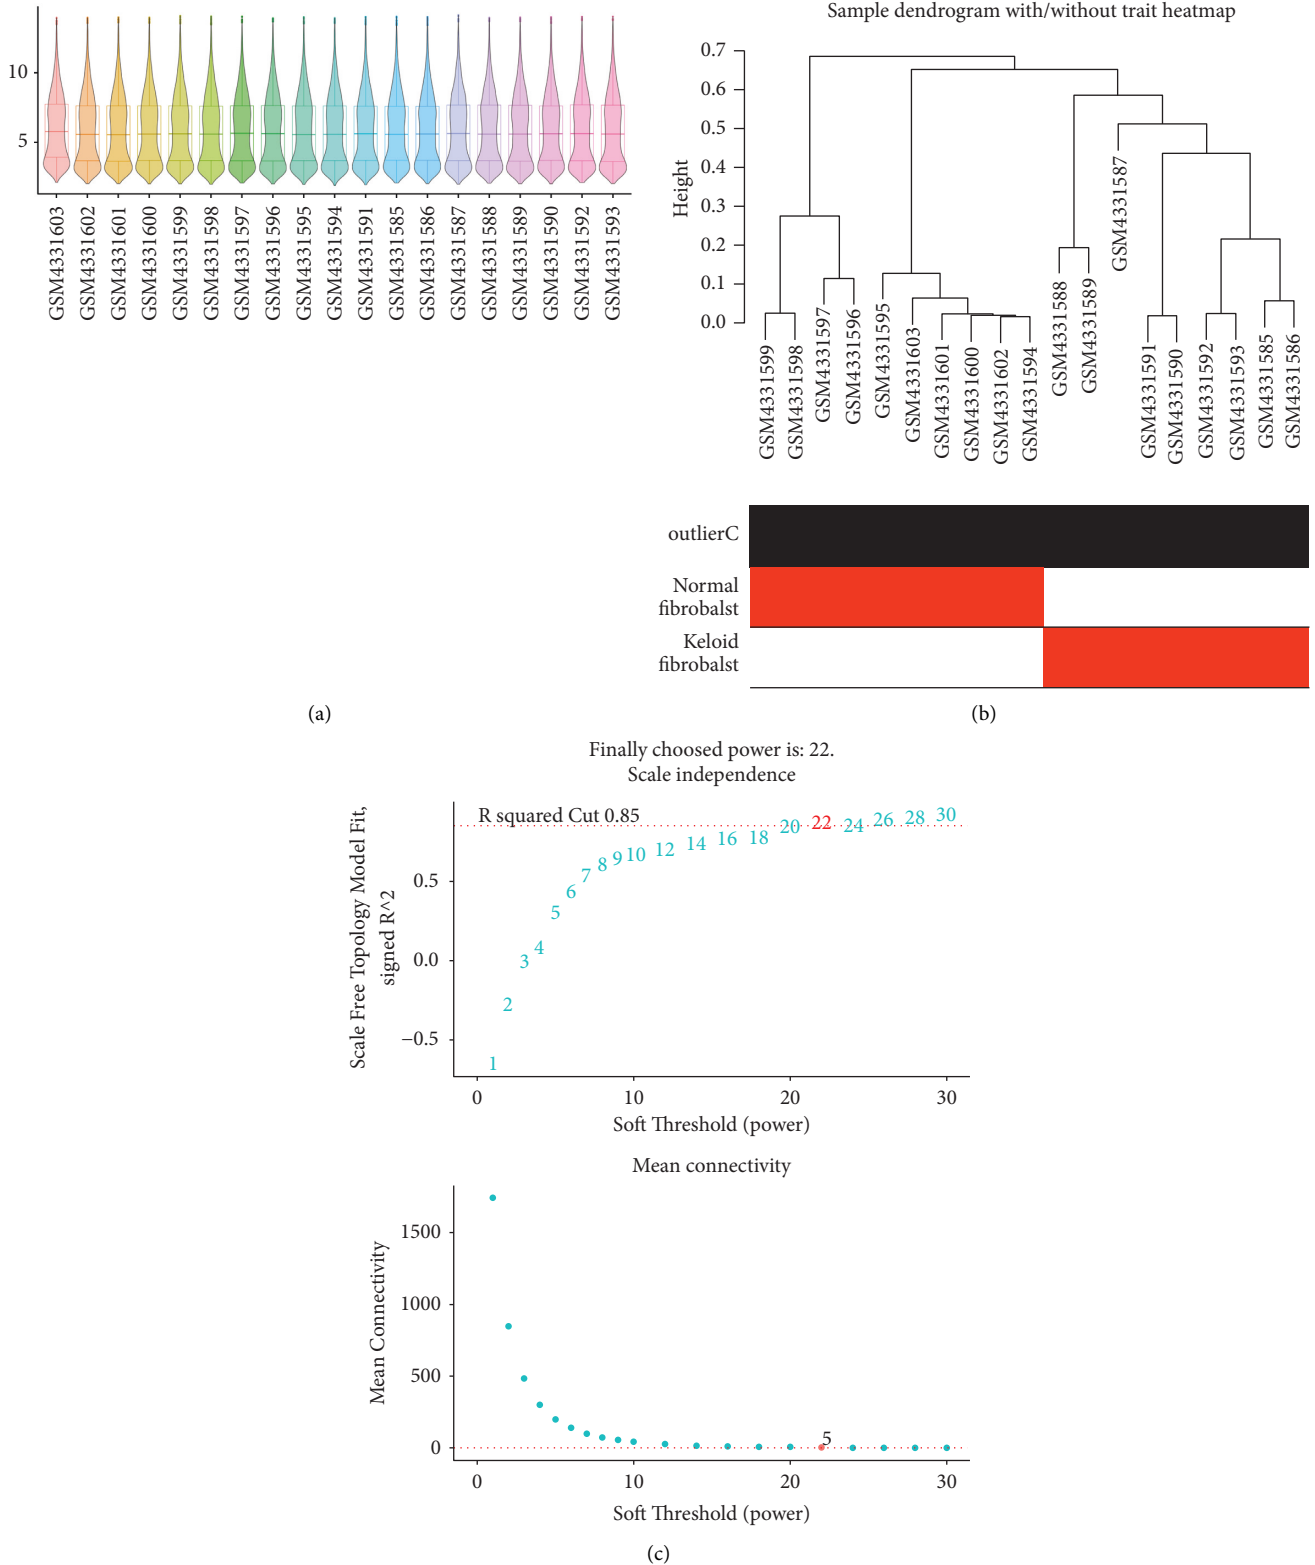 10
5
GSM4331603
GSM4331602
GSM4331601
GSM4331600
GSM4331599
GSM4331598
GSM4331597
GSM4331596
GSM4331595
GSM4331594
GSM4331591
GSM4331585
GSM4331586
GSM4331587
GSM4331588
GSM4331589
GSM4331590
GSM4331592
GSM4331593
(a)
Sample dendrogram with/without trait heatmap
Height
0.7
0.6
0.5
0.4
0.3
0.2
0.1
0.0
GSM4331599
GSM4331598
GSM4331597
GSM4331596
GSM4331595
GSM4331603
GSM4331601
GSM4331600
GSM4331602
GSM4331594
GSM4331588
GSM4331589
GSM4331587
GSM4331591
GSM4331590
GSM4331592
GSM4331593
GSM4331585
GSM4331586
outlierC
Normal
fibrobalst
Keloid
fibrobalst
(b)
Finally choosed power is: 22.
Scale independence
Scale Free Topology Model Fit,
signed R^2
R squared Cut 0.85
0.5
0.0
−0.5
1
2
3
4
5
6
7
8
9
10
12
14
16
18
20
22
24
26
28
30
0
10
20
30
Soft Threshold (power)
Mean connectivity
Mean Connectivity
1500
1000
500
0
5
0
10
20
30
Soft Threshold (power)
(c)